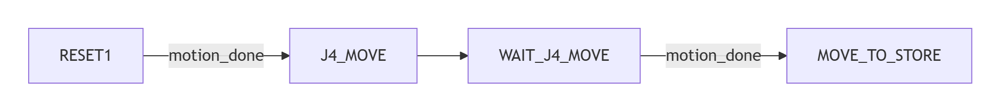 RESET1
motion_done
J4_MOVE
WAIT_J4_MOVE
motion_done
MOVE_TO_STORE